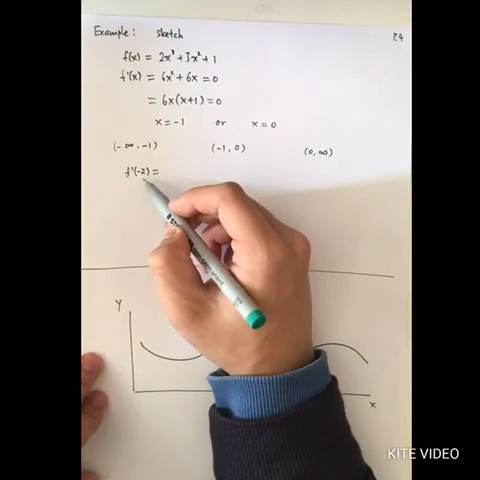 Example: sketch P.4
f(x) = 2x³ + 3x² + 1
f'(x) = 6x² + 6x = 0
= 6x(x+1) = 0
x = -1 or x = 0
(-∞, -1) (-1, 0) (0, ∞)
f'(-2) =
Y
x
KITE VIDEO